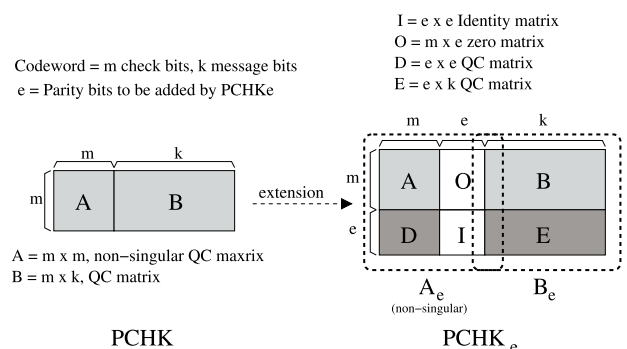 I = e x e Identity matrix
O = m x e zero matrix
D = e x e QC matrix
E = e x k QC matrix
Codeword = m check bits, k message bits
e = Parity bits to be added by PCHKe
m e k
m k
m A O B
m A B
extension
e D I E
A = m x m, non−singular QC maxrix
B = m x k, QC matrix
Ae Be
(non−singular)
PCHK PCHK e